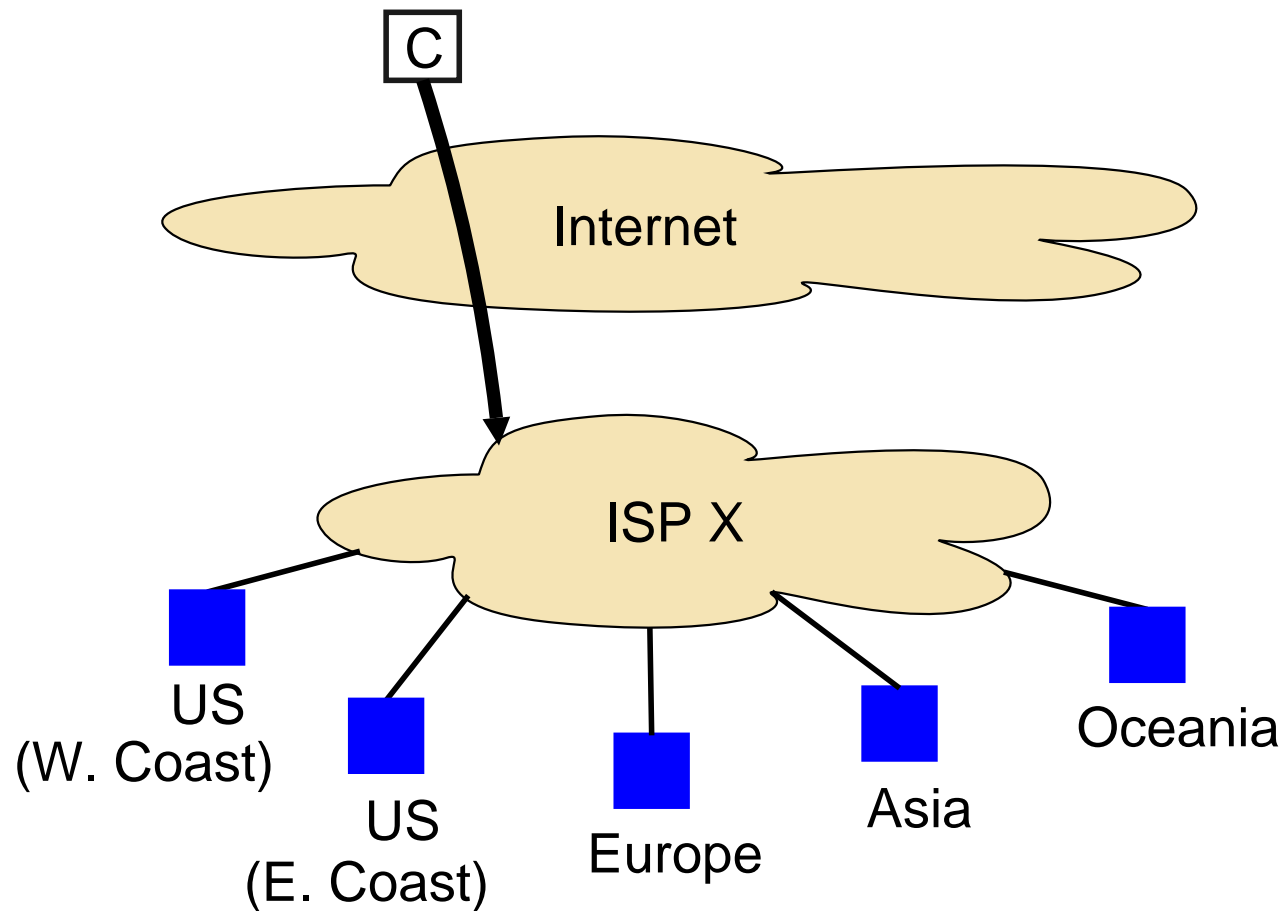 C
Internet
ISP X
US
(W. Coast)
US
(E. Coast)
Europe
Asia
Oceania